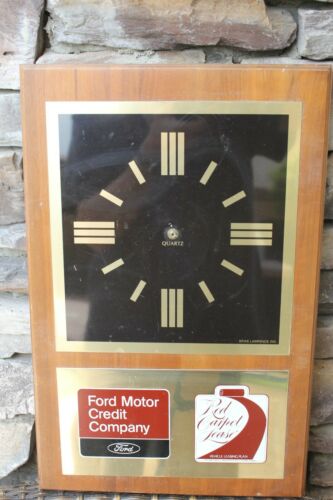 QUARTZ
Ford Motor
Credit
Company
Ford
Red
Carpet
Lease
VEHICLE LEASING PLAN